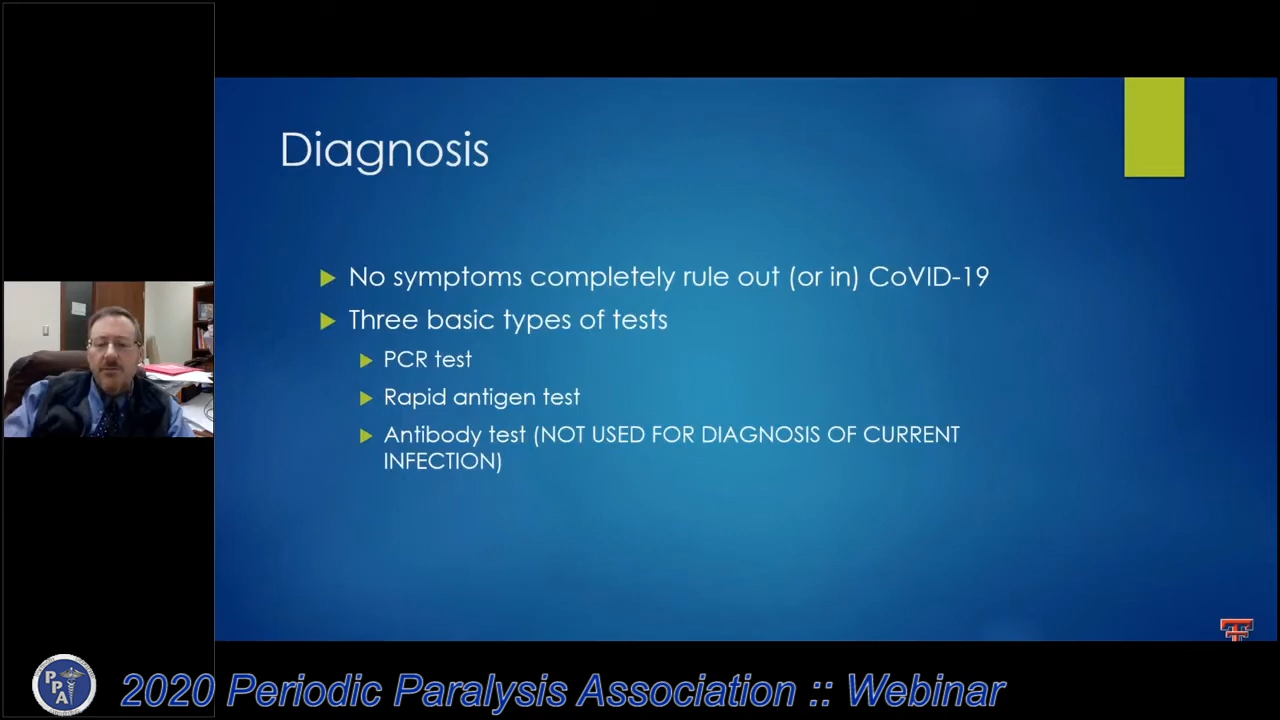 Diagnosis
No symptoms completely rule out (or in) CoVID-19
Three basic types of tests
PCR test
Rapid antigen test
Antibody test (NOT USED FOR DIAGNOSIS OF CURRENT
INFECTION)
PPA
2020 Periodic Paralysis Association :: Webinar